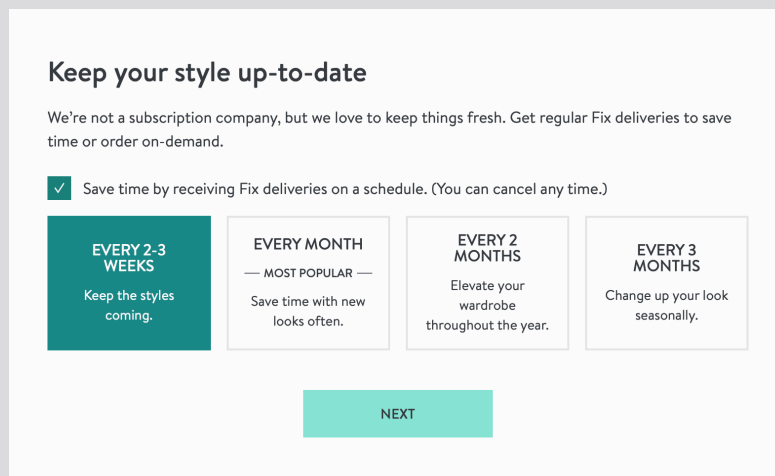 Keep your style up-to-date
We’re not a subscription company, but we love to keep things fresh. Get regular Fix deliveries to save
time or order on-demand.
Save time by receiving Fix deliveries on a schedule. (You can cancel any time.)
EVERY 2-3
WEEKS
Keep the styles
coming.
EVERY MONTH
MOST POPULAR
Save time with new
looks often.
EVERY 2
MONTHS
Elevate your
wardrobe
throughout the year.
EVERY 3
MONTHS
Change up your look
seasonally.
NEXT